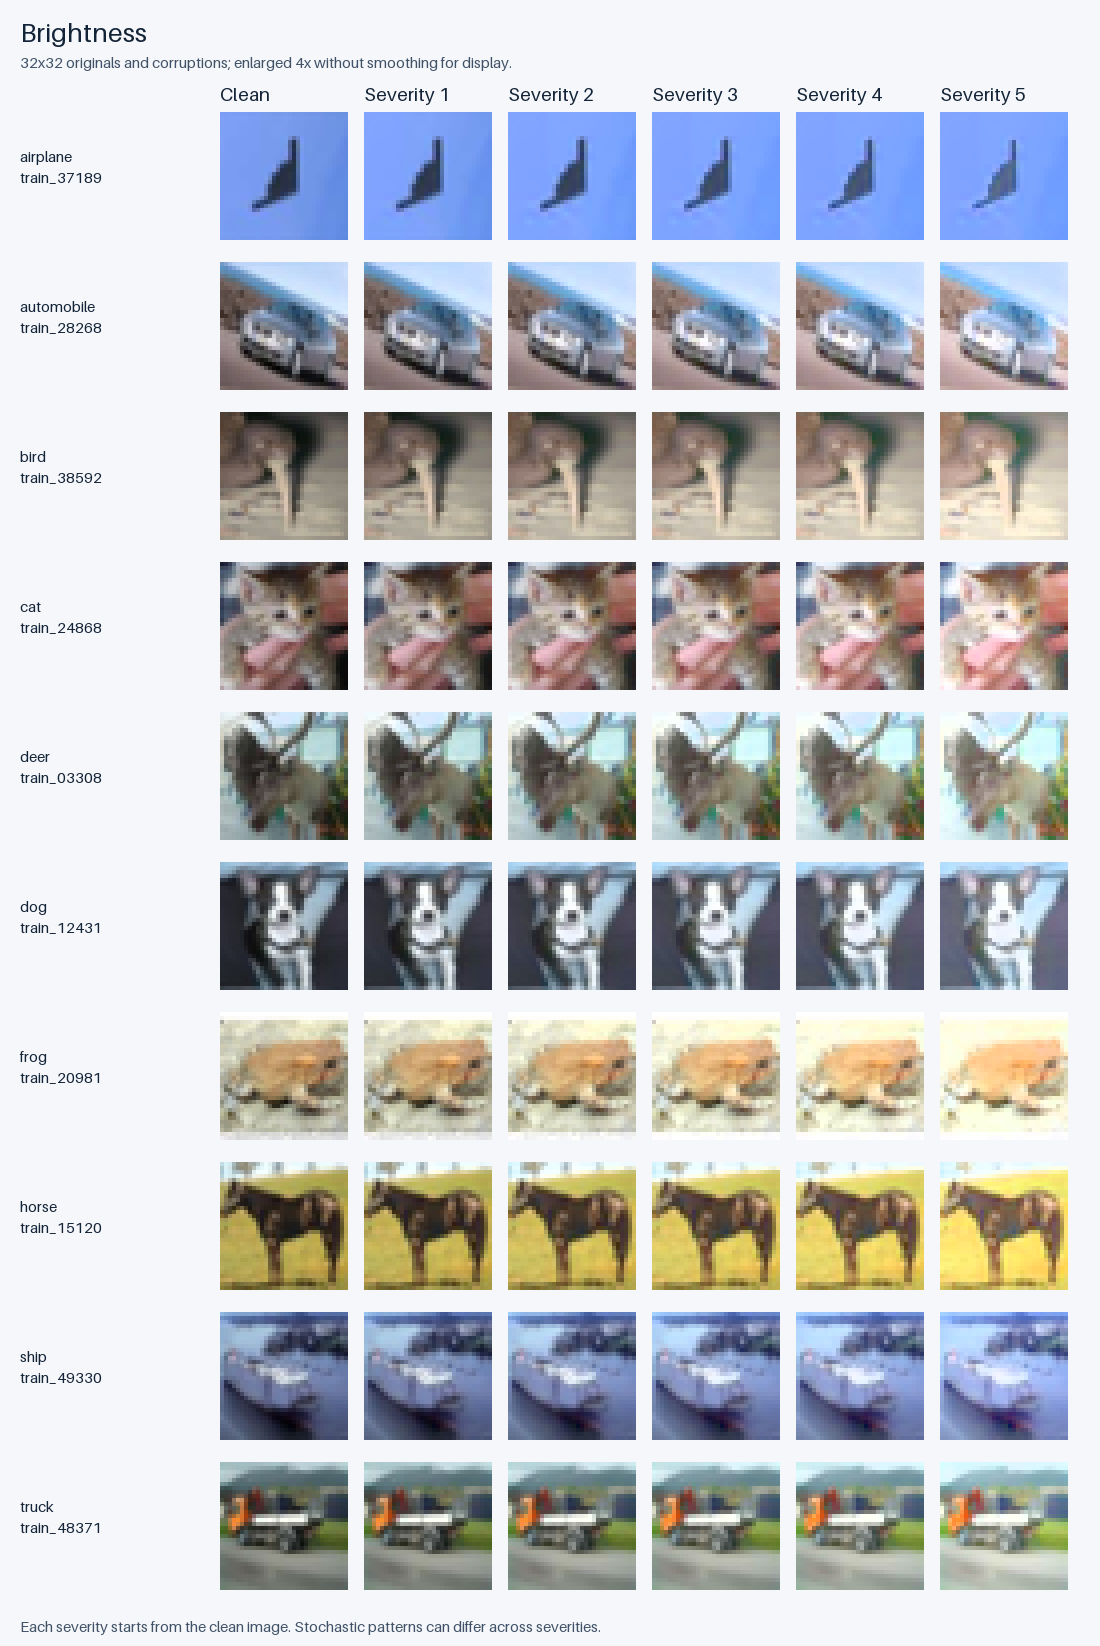 Brightness
32x32 originals and corruptions; enlarged 4x without smoothing for display.
Clean Severity 1 Severity 2 Severity 3 Severity 4 Severity 5
airplane
train_37189
automobile
train_28268
bird
train_38592
cat
train_24868
deer
train_03308
dog
train_12431
frog
train_20981
horse
train_15120
ship
train_49330
truck
train_48371
Each severity starts from the clean image. Stochastic patterns can differ across severities.